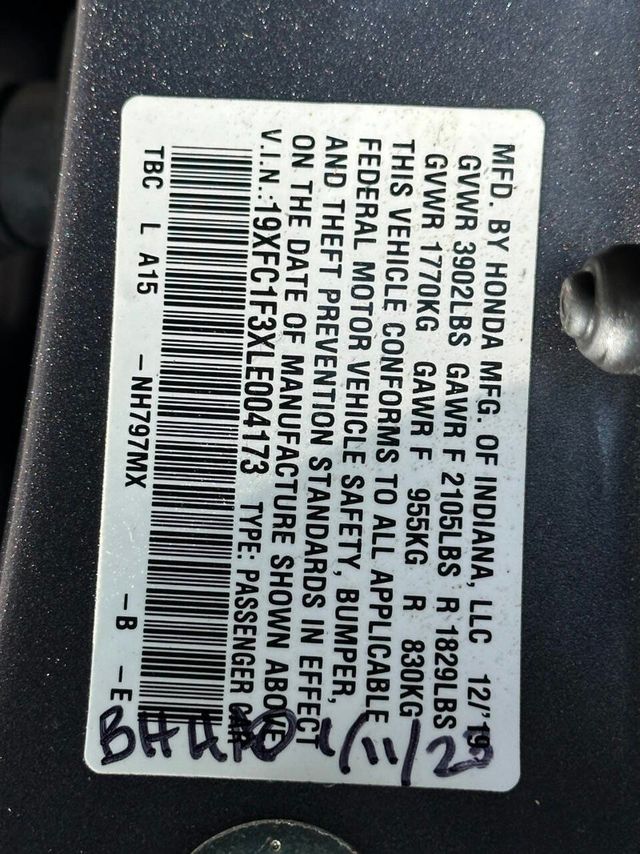 MFD. BY HONDA MFG. OF INDIANA, LLC 12/'19
GVWR 3902LBS GAWR F 2105LBS R 1829LBS
GVWR 1770KG GAWR F 955KG R 830KG
THIS VEHICLE CONFORMS TO ALL APPLICABLE
FEDERAL MOTOR VEHICLE SAFETY, BUMPER,
AND THEFT PREVENTION STANDARDS IN EFFECT
ON THE DATE OF MANUFACTURE SHOWN ABOVE
V.I.N.: 19XFC1F3XLE004173 TYPE: PASSENGER CAR
TBC L A15 -NH797MX -B -E